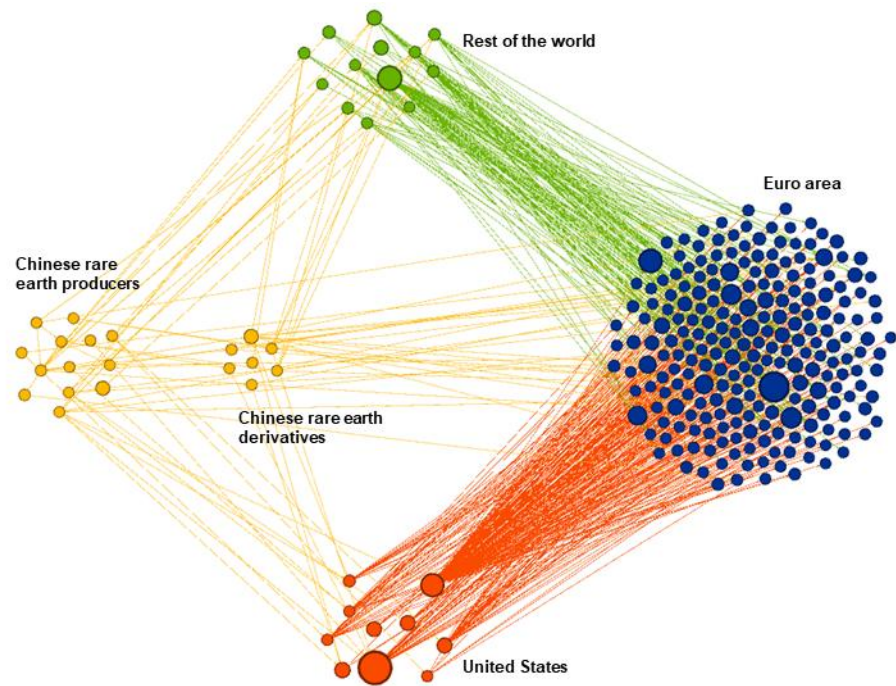 Rest of the world
Euro area
Chinese rare
earth producers
Chinese rare earth
derivatives
United States